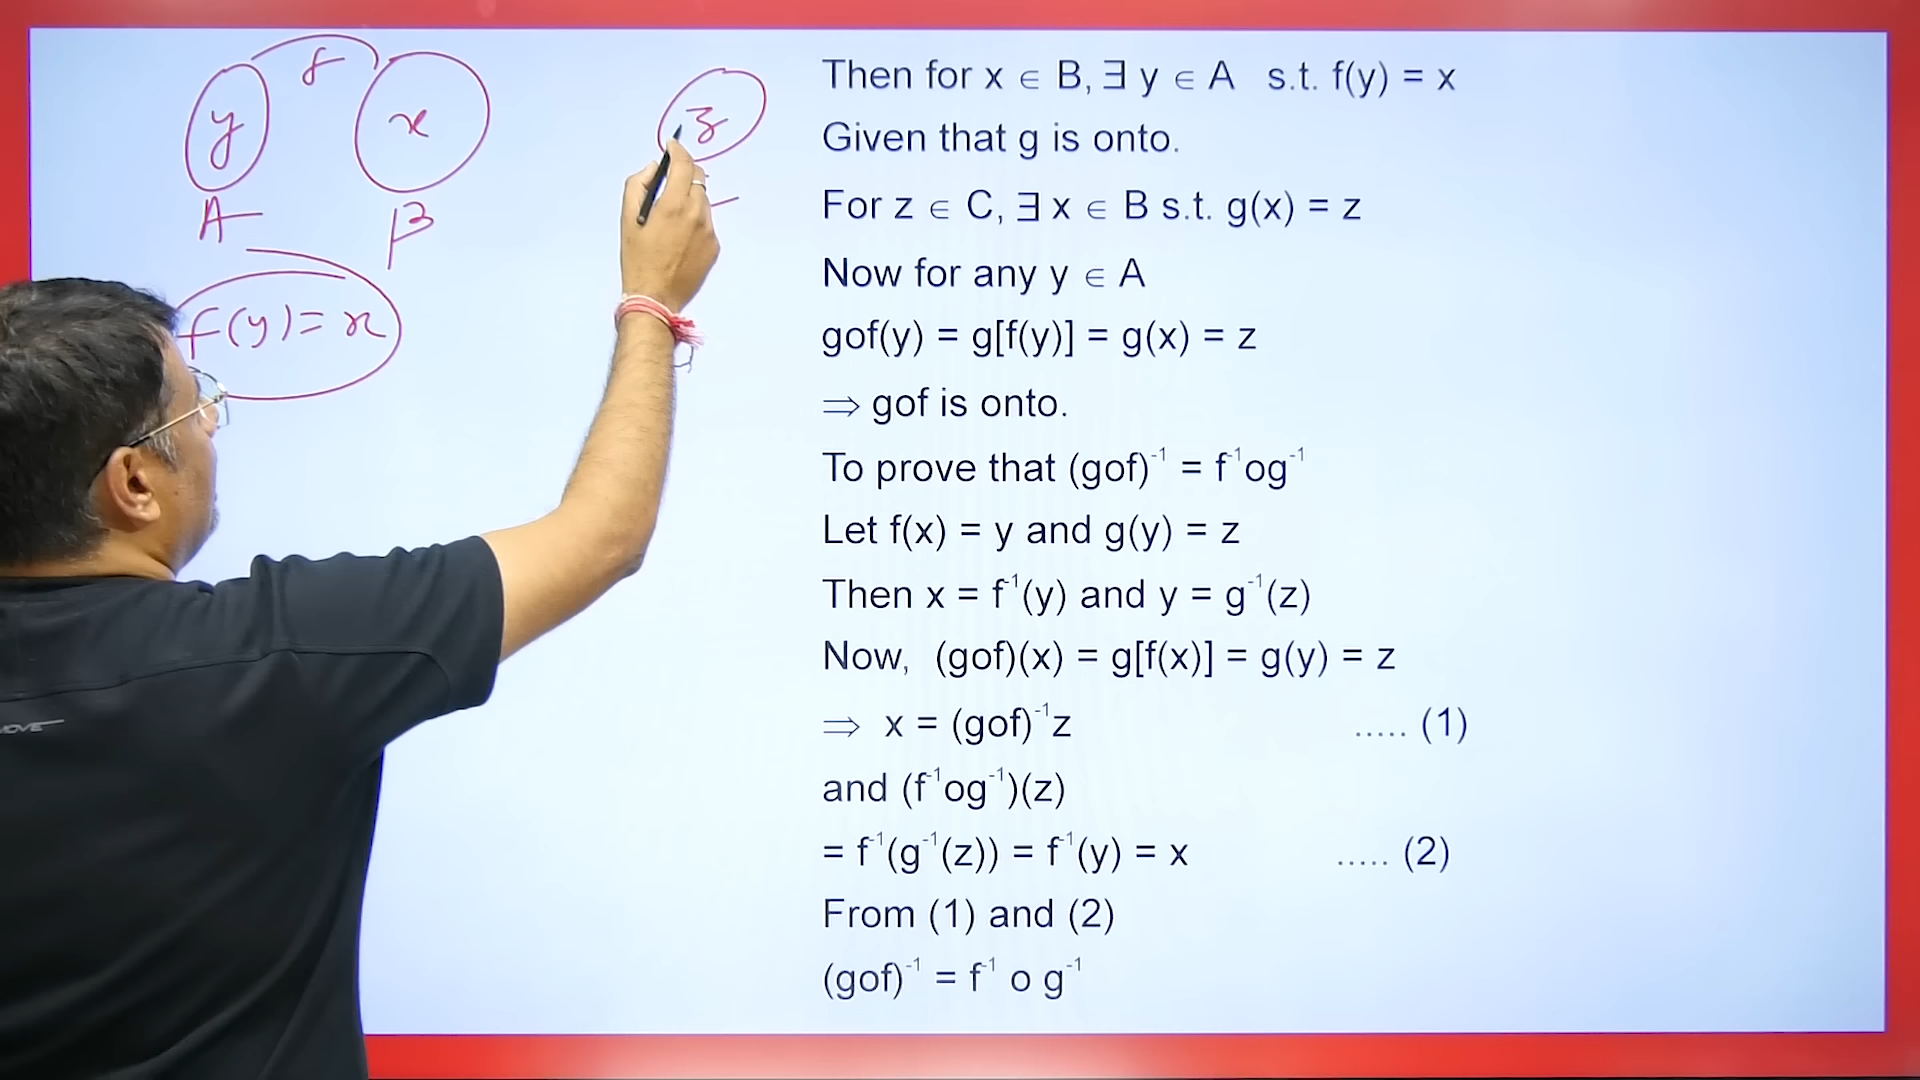 f
y
x
z
A
B
f(y) = x
Then for x ∈ B, ∃ y ∈ A s.t. f(y) = x
Given that g is onto.
For z ∈ C, ∃ x ∈ B s.t. g(x) = z
Now for any y ∈ A
gof(y) = g[f(y)] = g(x) = z
⇒ gof is onto.
To prove that (gof)⁻¹ = f⁻¹og⁻¹
Let f(x) = y and g(y) = z
Then x = f⁻¹(y) and y = g⁻¹(z)
Now, (gof)(x) = g[f(x)] = g(y) = z
⇒ x = (gof)⁻¹z ..... (1)
and (f⁻¹og⁻¹)(z)
= f⁻¹(g⁻¹(z)) = f⁻¹(y) = x ..... (2)
From (1) and (2)
(gof)⁻¹ = f⁻¹ o g⁻¹